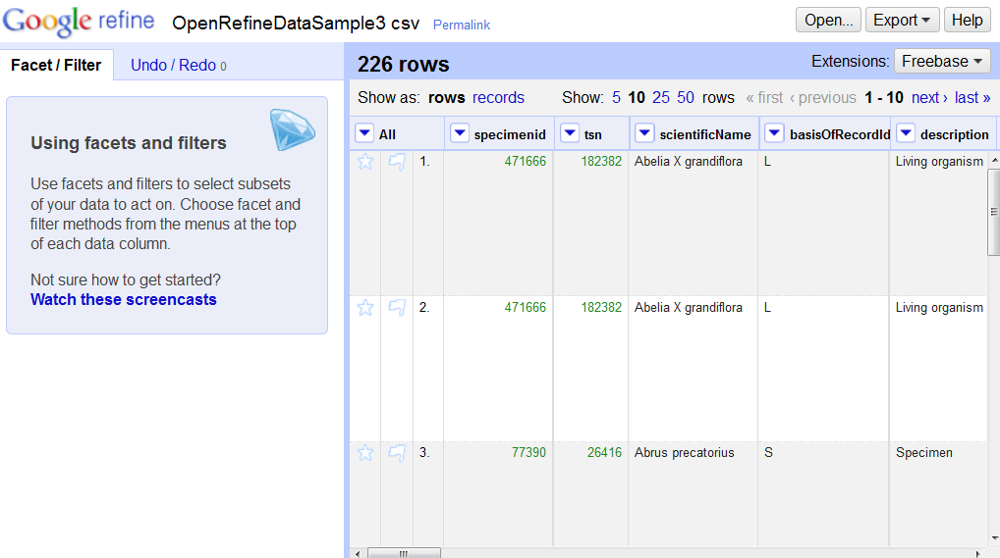 Google refine OpenRefineDataSample3 csv Permalink Open... Export Help
Facet / Filter Undo / Redo 0
226 rows Extensions: Freebase
Show as: rows records Show: 5 10 25 50 rows « first ‹ previous 1 - 10 next › last »
Using facets and filters
Use facets and filters to select subsets
of your data to act on. Choose facet and
filter methods from the menus at the top
of each data column.
Not sure how to get started?
Watch these screencasts
All specimenid tsn scientificName basisOfRecordId description
1. 471666 182382 Abelia X grandiflora L Living organism
2. 471666 182382 Abelia X grandiflora L Living organism
3. 77390 26416 Abrus precatorius S Specimen